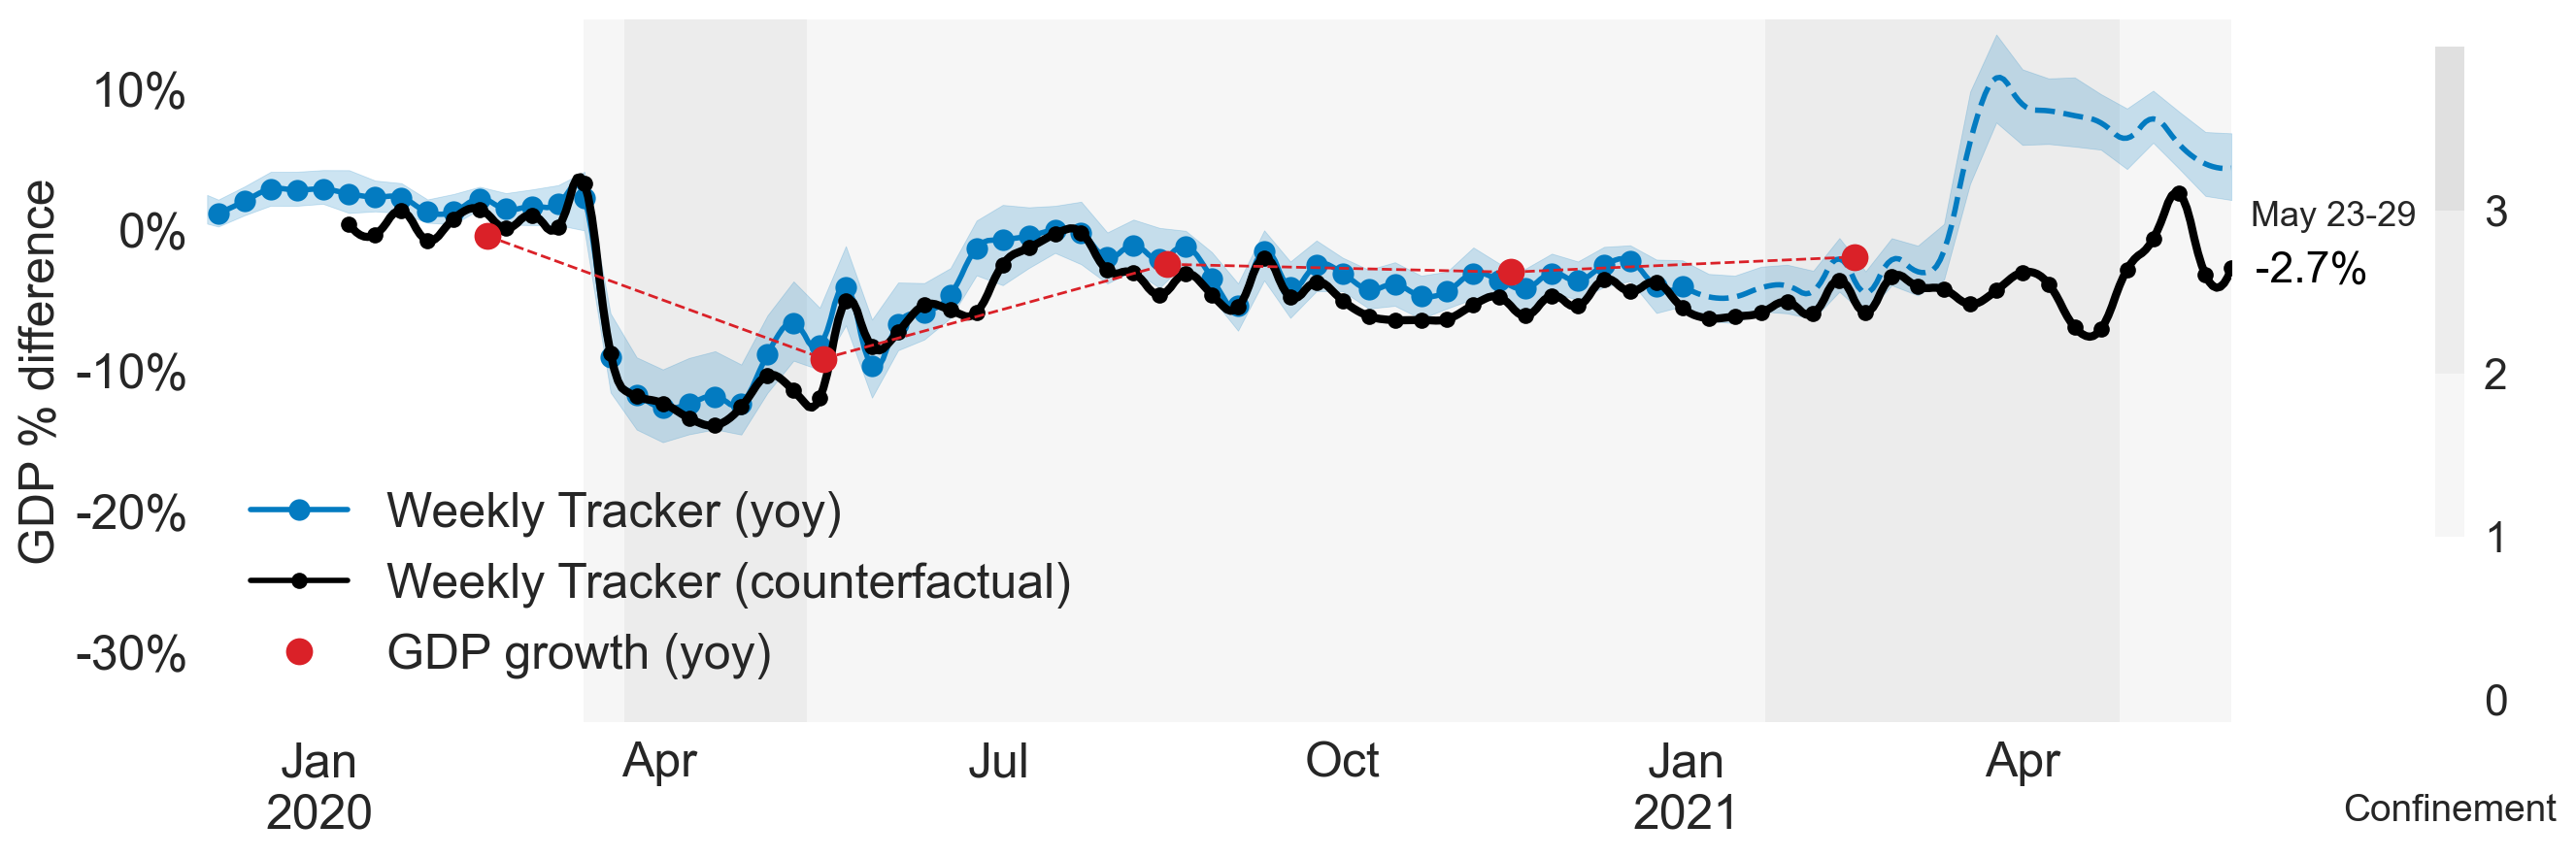 GDP % difference
10%
0%
-10%
-20%
-30%
Weekly Tracker (yoy)
Weekly Tracker (counterfactual)
GDP growth (yoy)
Jan
2020
Apr
Jul
Oct
Jan
2021
Apr
May 23-29
-2.7%
3
2
1
0
Confinement